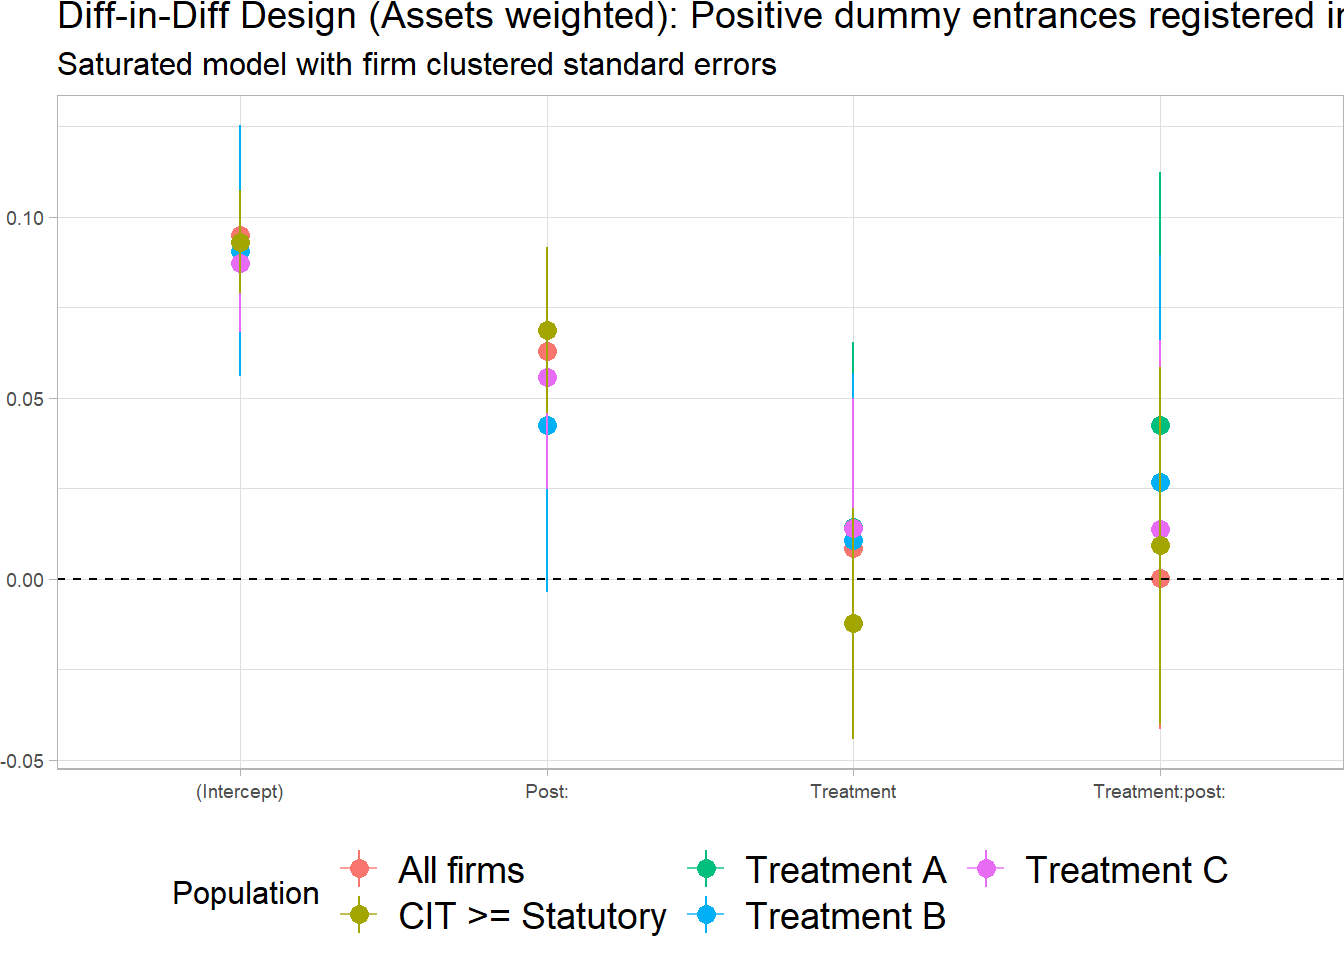 Diff-in-Diff Design (Assets weighted): Positive dummy entrances registered in
Saturated model with firm clustered standard errors
0.10
0.05
0.00
-0.05
(Intercept) Post: Treatment Treatment:post:
Population All firms Treatment A Treatment C
CIT >= Statutory Treatment B